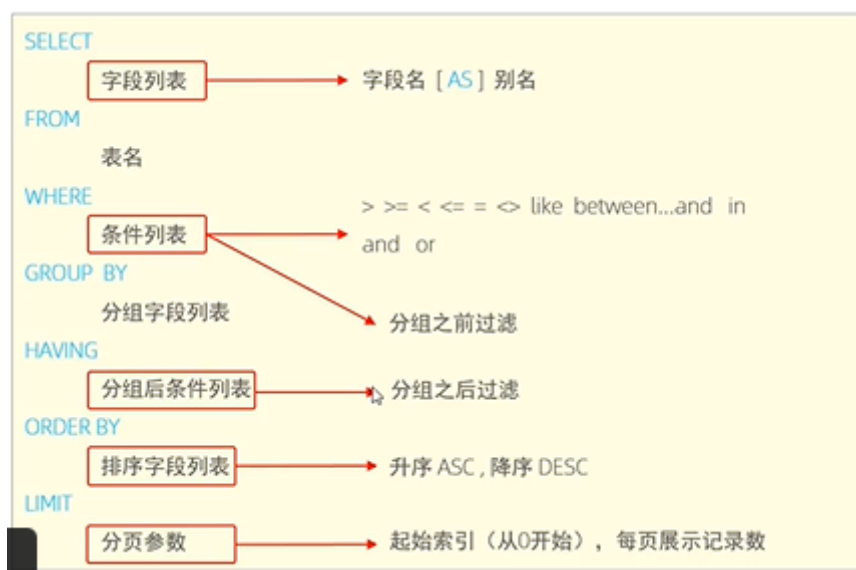 SELECT
字段列表 字段名 [ AS ] 别名
FROM
表名
WHERE
> >= < <= = <> like between...and in
条件列表
and or
GROUP BY
分组字段列表
分组之前过滤
HAVING
分组后条件列表 分组之后过滤
ORDER BY
排序字段列表 升序 ASC , 降序 DESC
LIMIT
分页参数 起始索引（从0开始），每页展示记录数